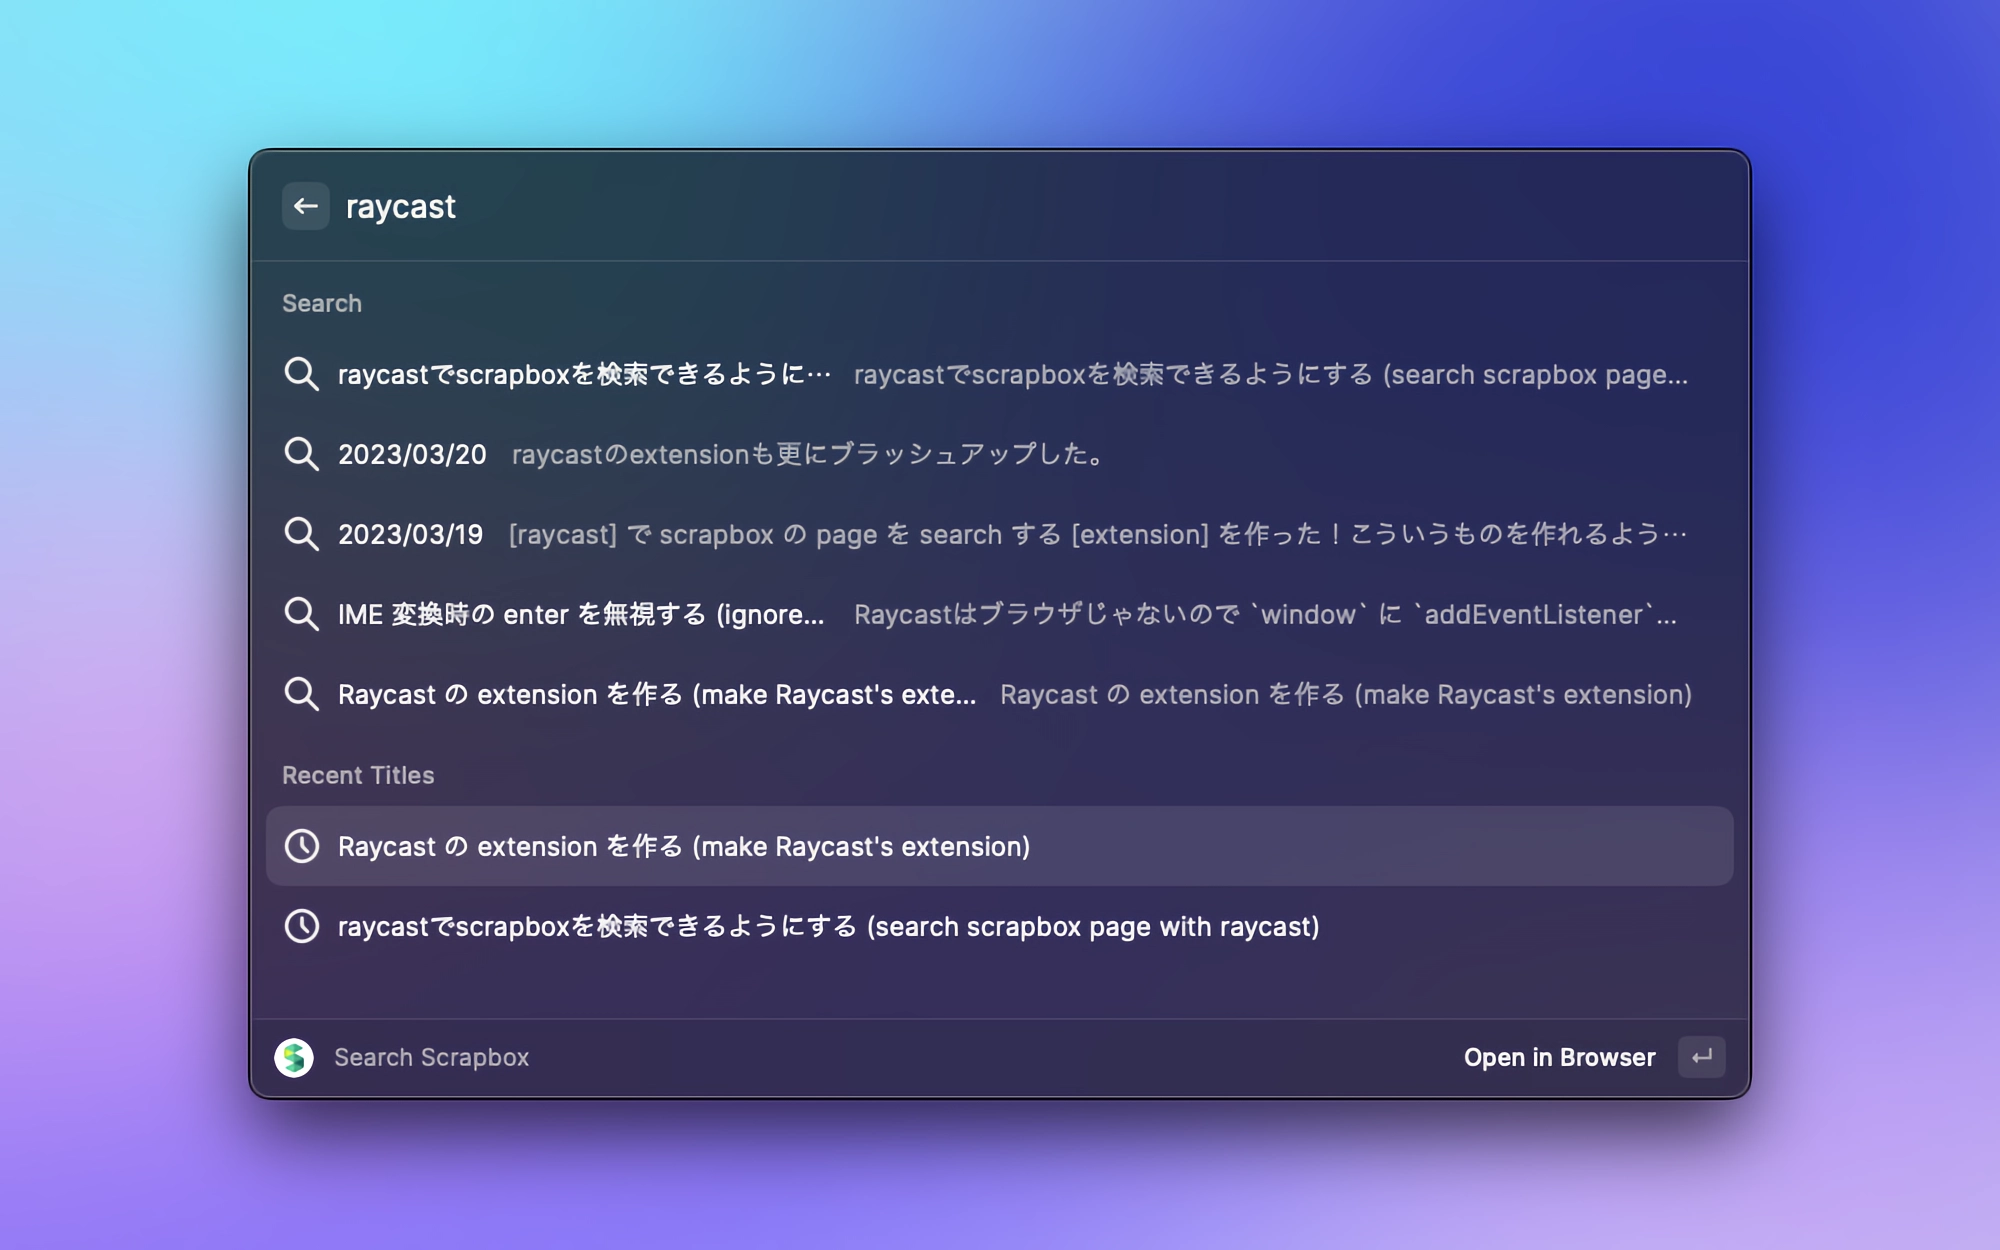 raycast
Search
raycastでscrapboxを検索できるように… raycastでscrapboxを検索できるようにする (search scrapbox page...
2023/03/20 raycastのextensionも更にブラッシュアップした。
2023/03/19 [raycast] で scrapbox の page を search する [extension] を作った！こういうものを作れるよう…
IME 変換時の enter を無視する (ignore... Raycastはブラウザじゃないので `window` に `addEventListener`...
Raycast の extension を作る (make Raycast's exte... Raycast の extension を作る (make Raycast's extension)
Recent Titles
Raycast の extension を作る (make Raycast's extension)
raycastでscrapboxを検索できるようにする (search scrapbox page with raycast)
Search Scrapbox Open in Browser